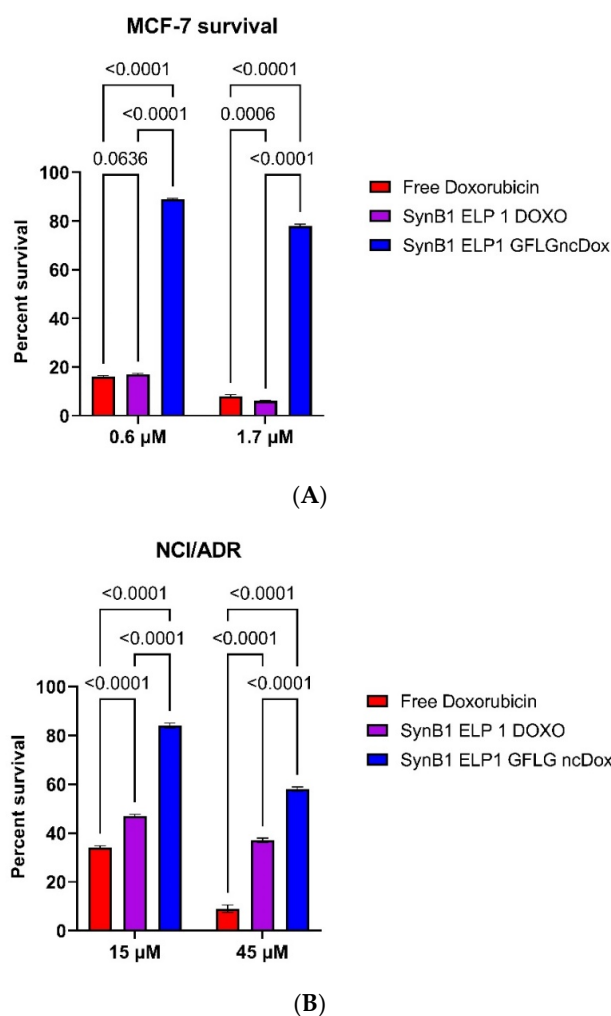 MCF-7 survival
<0.0001 <0.0001
<0.0001 0.0006
0.0636 <0.0001
Percent survival
100
80
60
40
20
0
0.6 µM 1.7 µM
Free Doxorubicin
SynB1 ELP 1 DOXO
SynB1 ELP1 GFLGncDox
(A)
NCI/ADR
<0.0001 <0.0001
<0.0001 <0.0001
<0.0001 <0.0001
Percent survival
100
80
60
40
20
0
15 µM 45 µM
Free Doxorubicin
SynB1 ELP 1 DOXO
SynB1 ELP1 GFLG ncDox
(B)